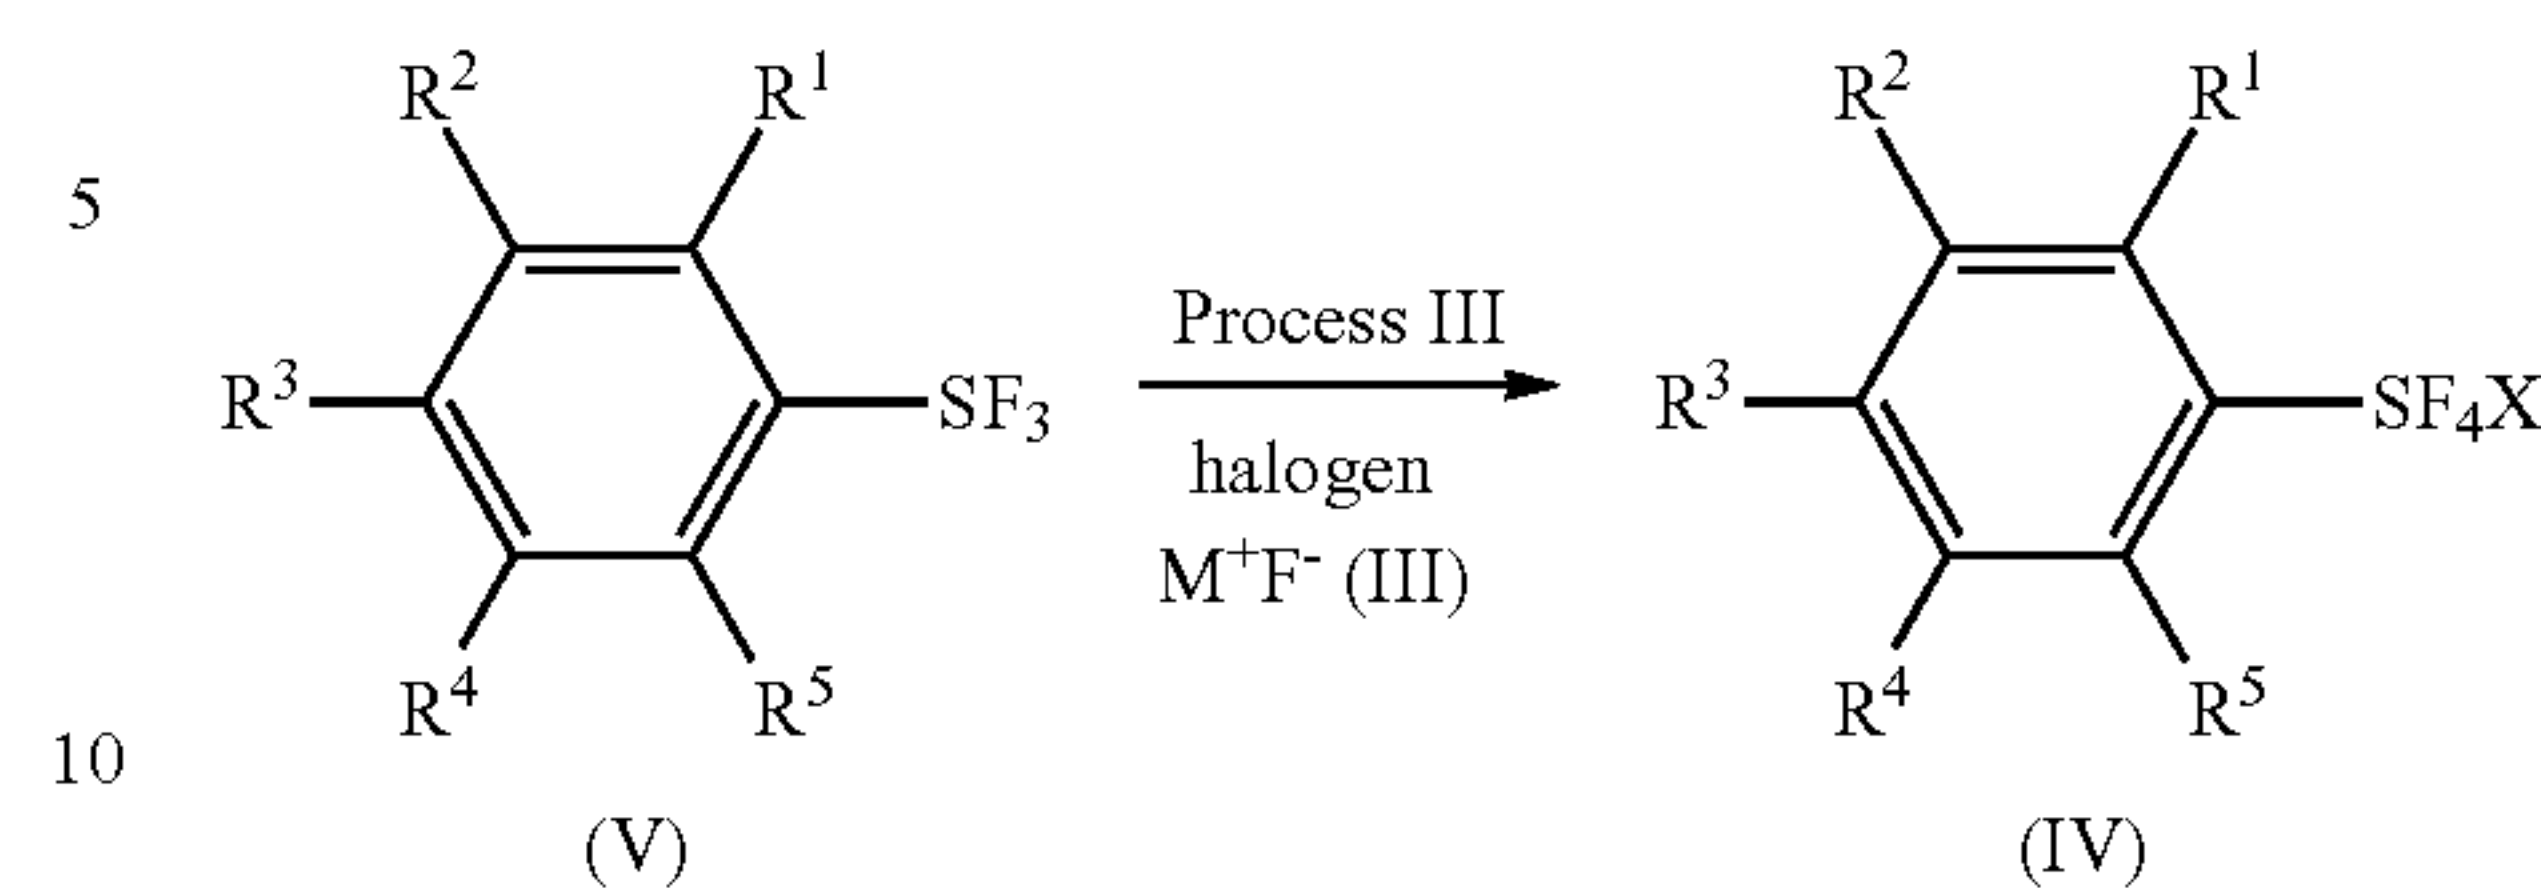 R² R¹ R² R¹
5
Process III
R³ SF₃ R³ SF₄X
halogen
M⁺F⁻ (III)
R⁴ R⁵ R⁴ R⁵
10
(V) (IV)